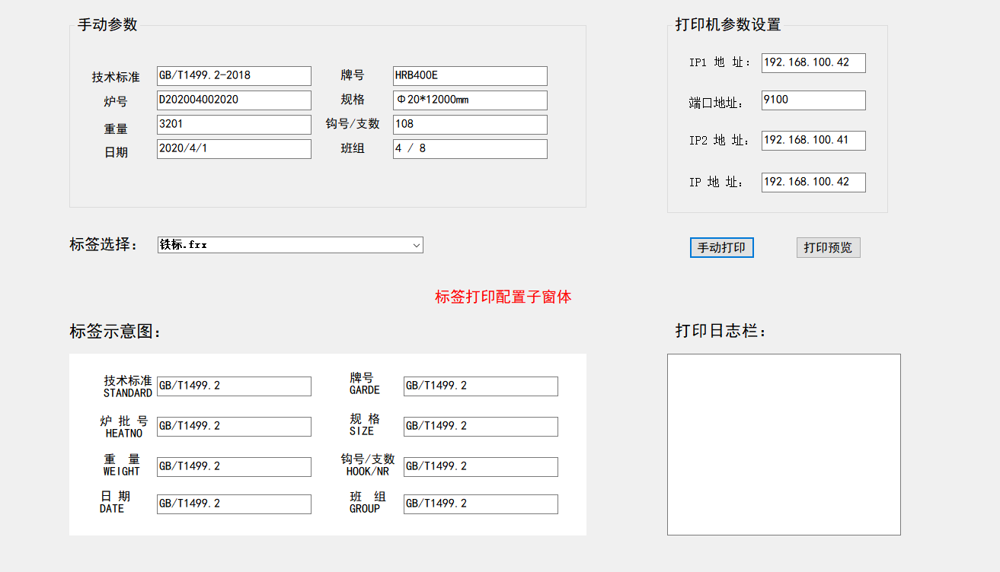 手动参数
技术标准 GB/T1499.2-2018 牌号 HRB400E
炉号 D202004002020 规格 Φ20*12000mm
重量 3201 钩号/支数 108
日期 2020/4/1 班组 4 / 8
打印机参数设置
IP1 地 址： 192.168.100.42
端口地址： 9100
IP2 地 址： 192.168.100.41
IP 地 址： 192.168.100.42
标签选择： 铁标.frx
手动打印 打印预览
标签打印配置子窗体
标签示意图：
技术标准 GB/T1499.2 牌号 GB/T1499.2
STANDARD GARDE
炉 批 号 GB/T1499.2 规 格 GB/T1499.2
HEATNO SIZE
重 量 GB/T1499.2 钩号/支数 GB/T1499.2
WEIGHT HOOK/NR
日 期 GB/T1499.2 班 组 GB/T1499.2
DATE GROUP
打印日志栏：